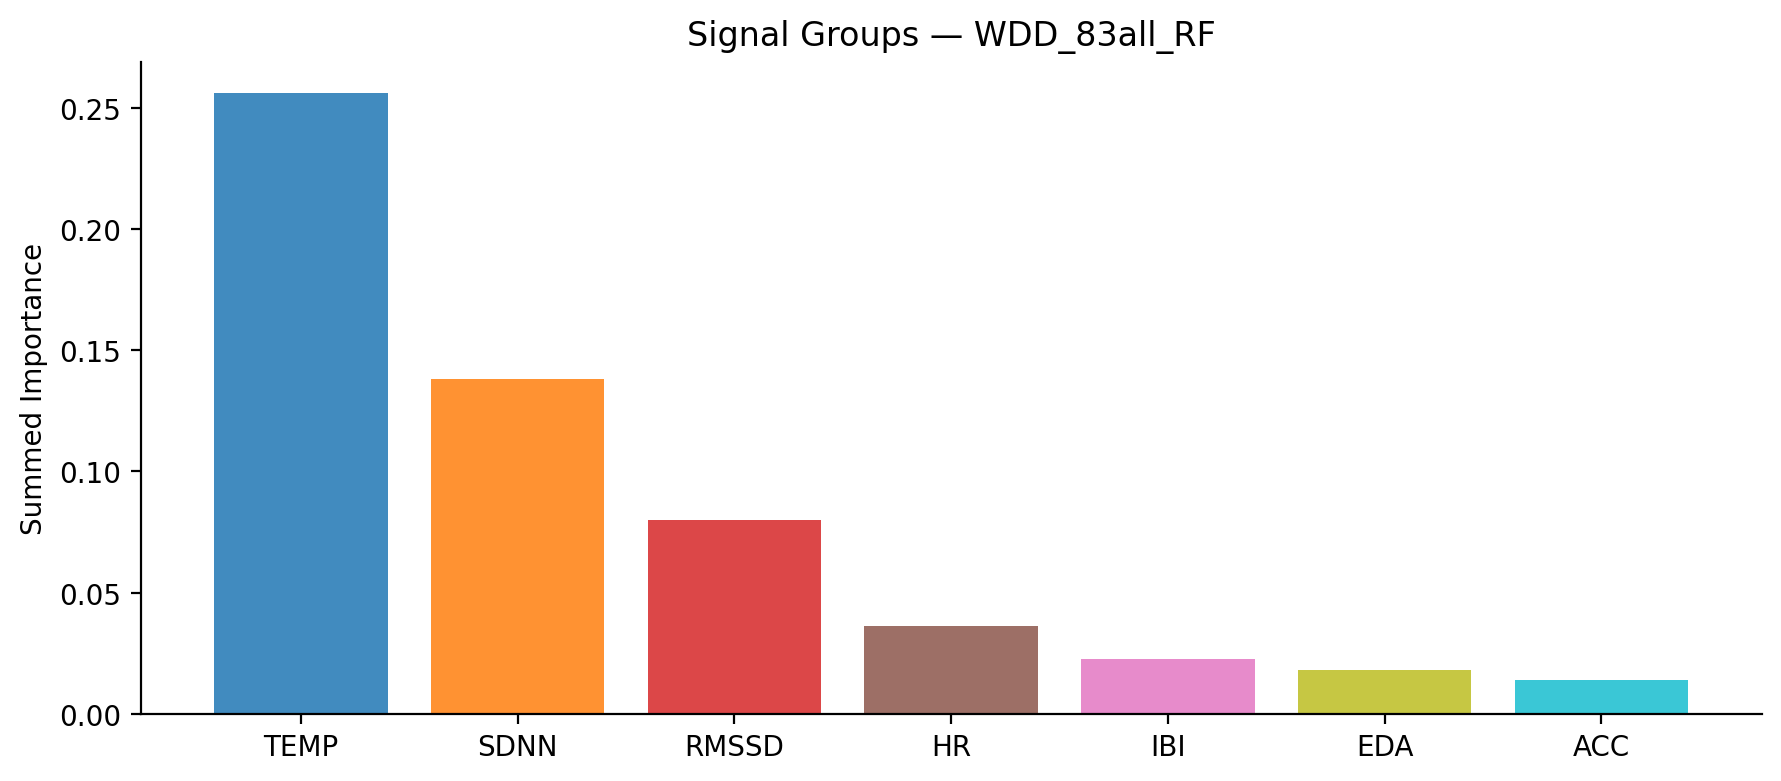 Signal Groups — WDD_83all_RF
Summed Importance
0.25
0.20
0.15
0.10
0.05
0.00
TEMP SDNN RMSSD HR IBI EDA ACC